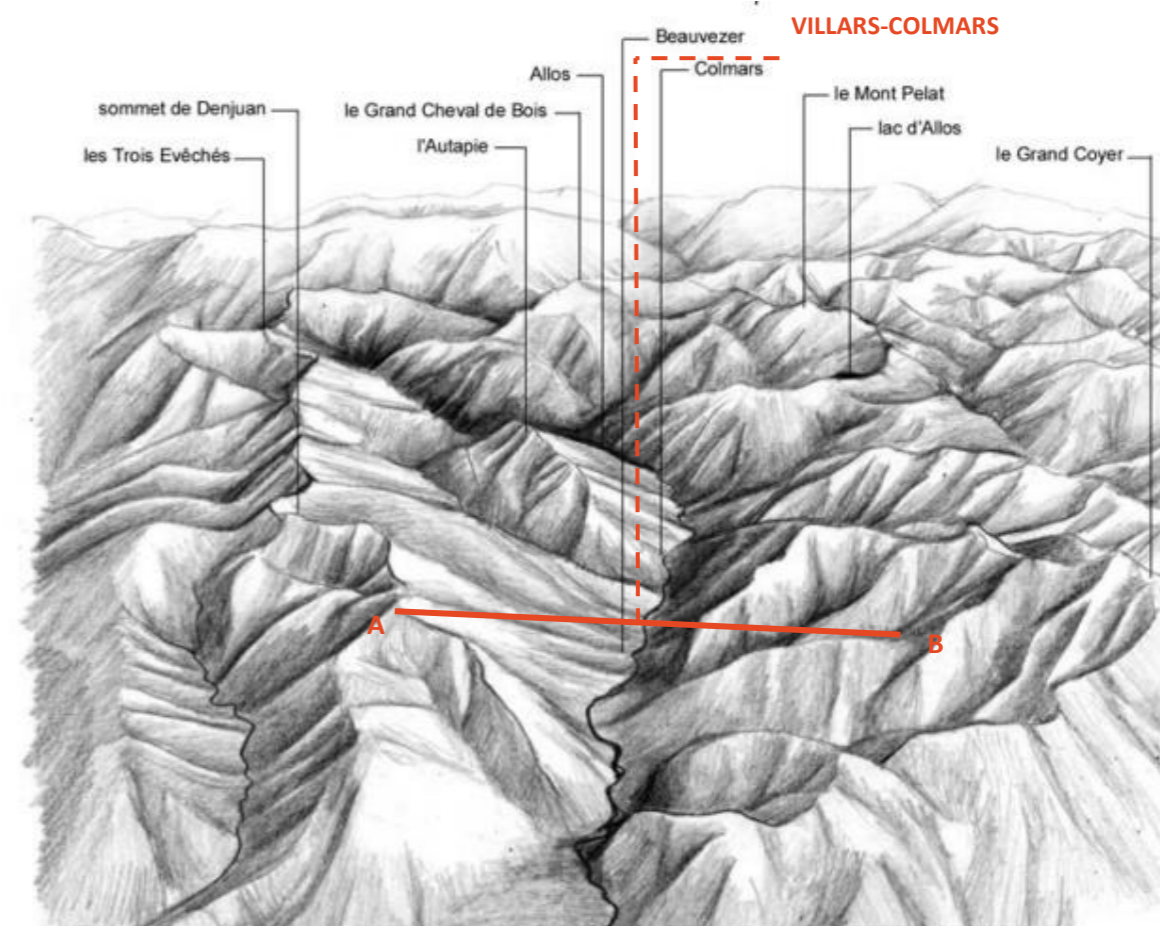 VILLARS-COLMARS
Beauvezer
Colmars
Allos
le Mont Pelat
sommet de Denjuan
le Grand Cheval de Bois
lac d'Allos
l'Autapie
les Trois Evêchés
le Grand Coyer
A
B